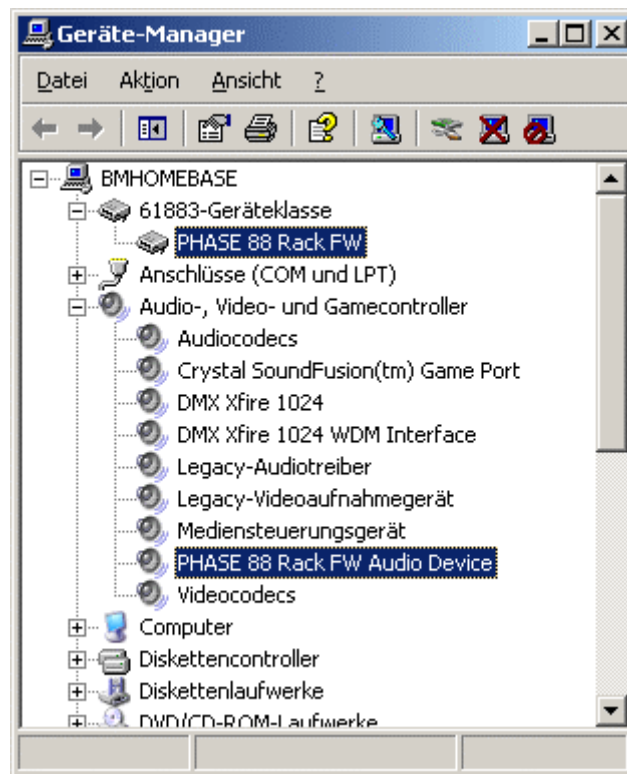 Geräte-Manager
Datei Aktion Ansicht ?
BMHOMEBASE
61883-Geräteklasse
PHASE 88 Rack FW
Anschlüsse (COM und LPT)
Audio-, Video- und Gamecontroller
Audiocodecs
Crystal SoundFusion(tm) Game Port
DMX Xfire 1024
DMX Xfire 1024 WDM Interface
Legacy-Audiotreiber
Legacy-Videoaufnahmegerät
Mediensteuerungsgerät
PHASE 88 Rack FW Audio Device
Videocodecs
Computer
Diskettencontroller
Diskettenlaufwerke
DVD/CD-ROM-Laufwerke